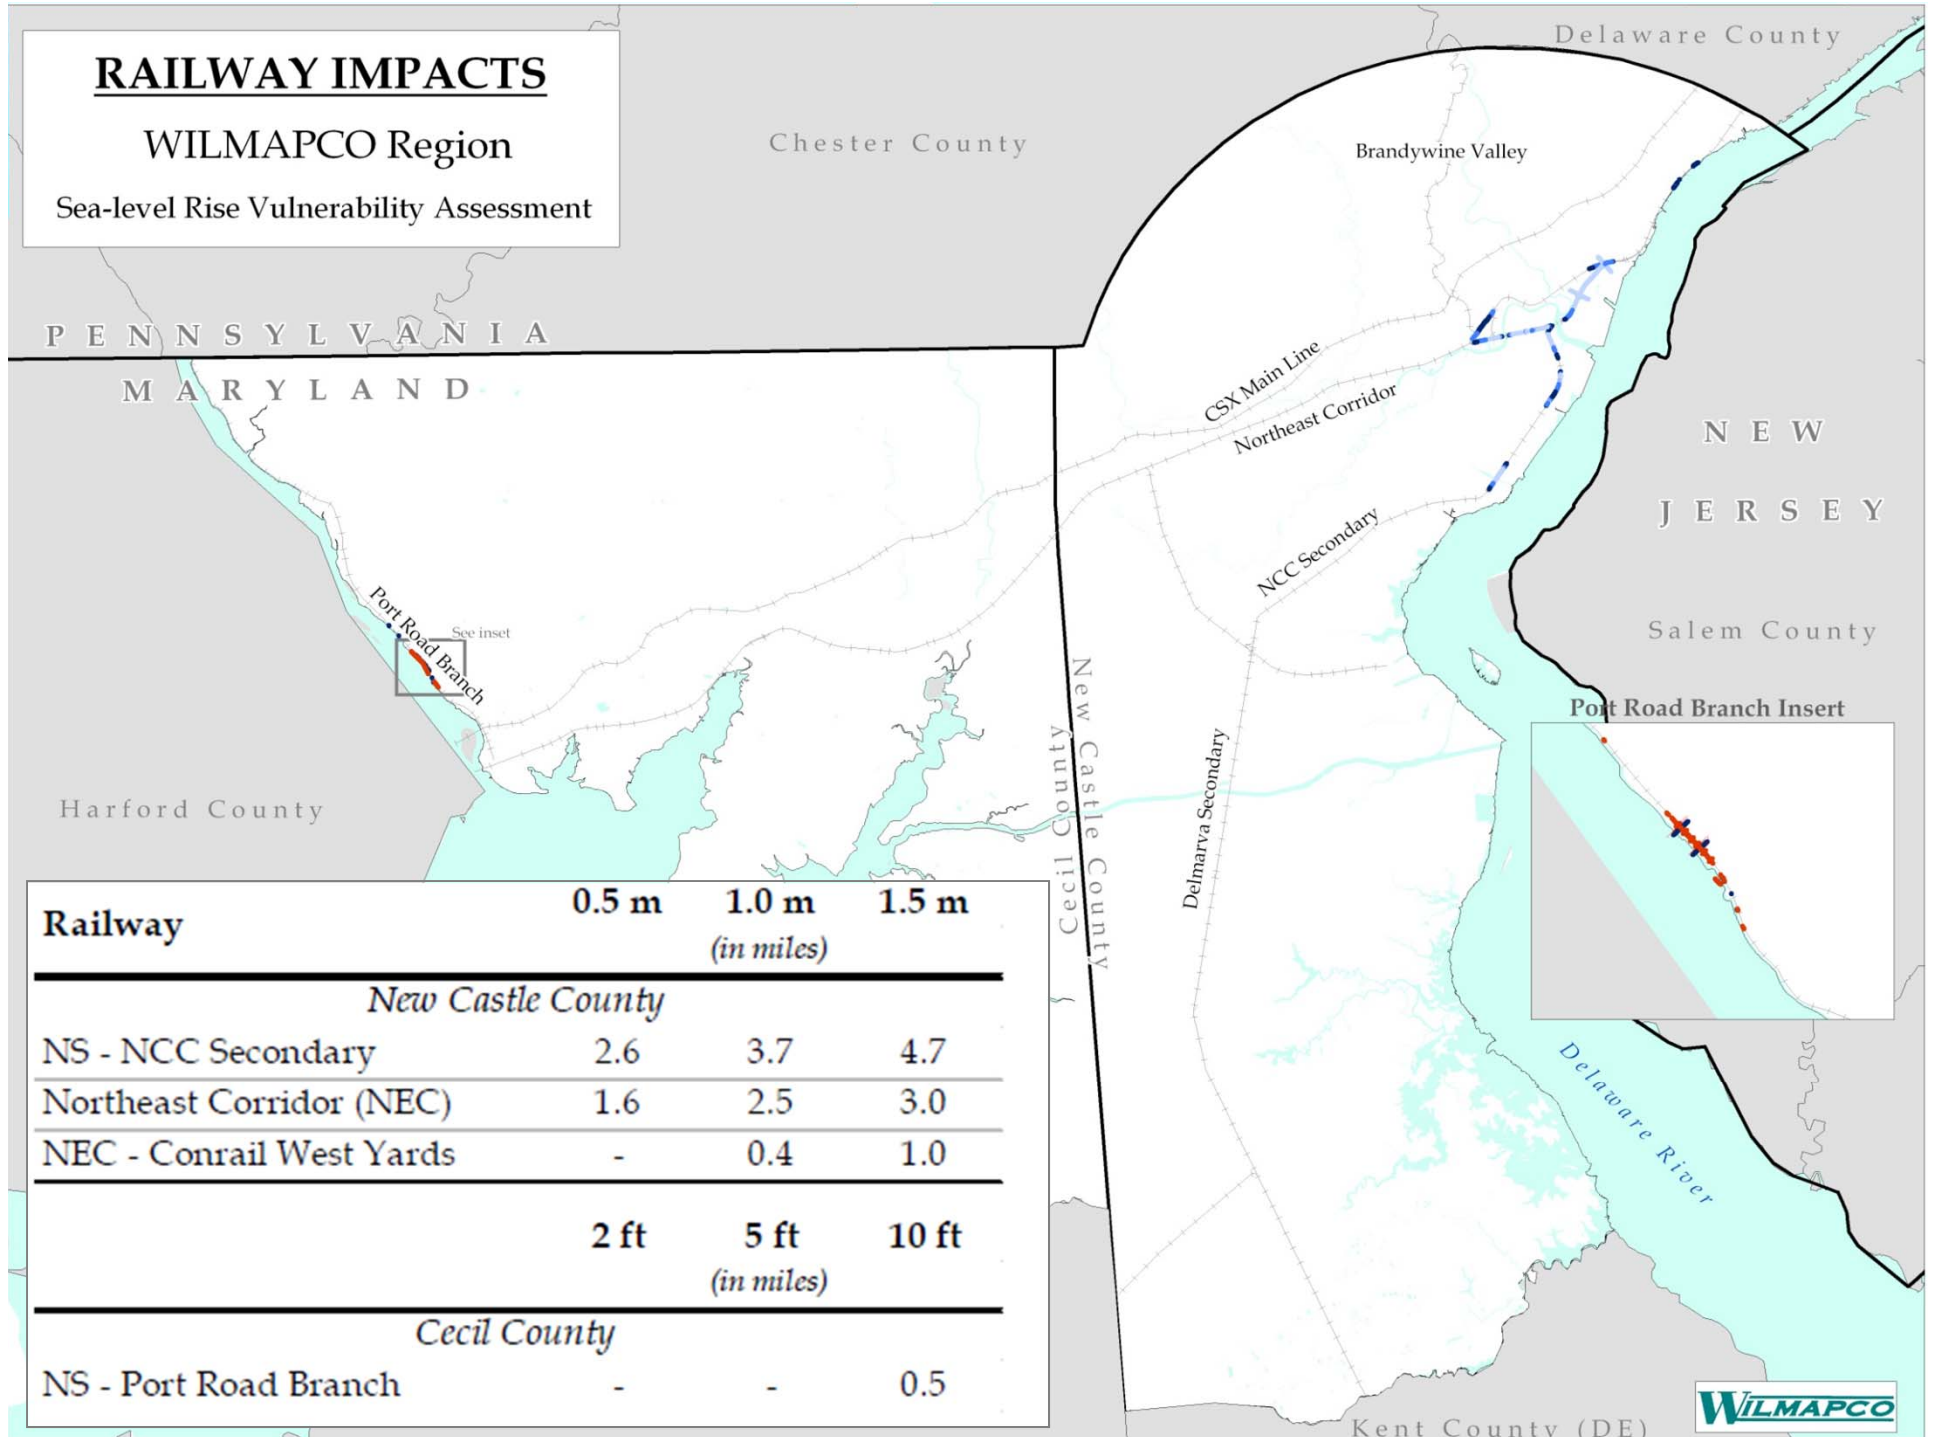 RAILWAY IMPACTS
WILMAPCO Region
Sea-level Rise Vulnerability Assessment
Delaware County
Chester County
Brandywine Valley
PENNSYLVANIA
MARYLAND
CSX Main Line
Northeast Corridor
NEW
JERSEY
NCC Secondary
Port Road Branch
See inset
Salem County
New Castle County
Cecil County
Port Road Branch Insert
Delmarva Secondary
Harford County
Delaware River
Kent County (DE)
WILMAPCO
Railway 0.5 m 1.0 m 1.5 m
(in miles)
New Castle County
NS - NCC Secondary 2.6 3.7 4.7
Northeast Corridor (NEC) 1.6 2.5 3.0
NEC - Conrail West Yards - 0.4 1.0
2 ft 5 ft 10 ft
(in miles)
Cecil County
NS - Port Road Branch - - 0.5